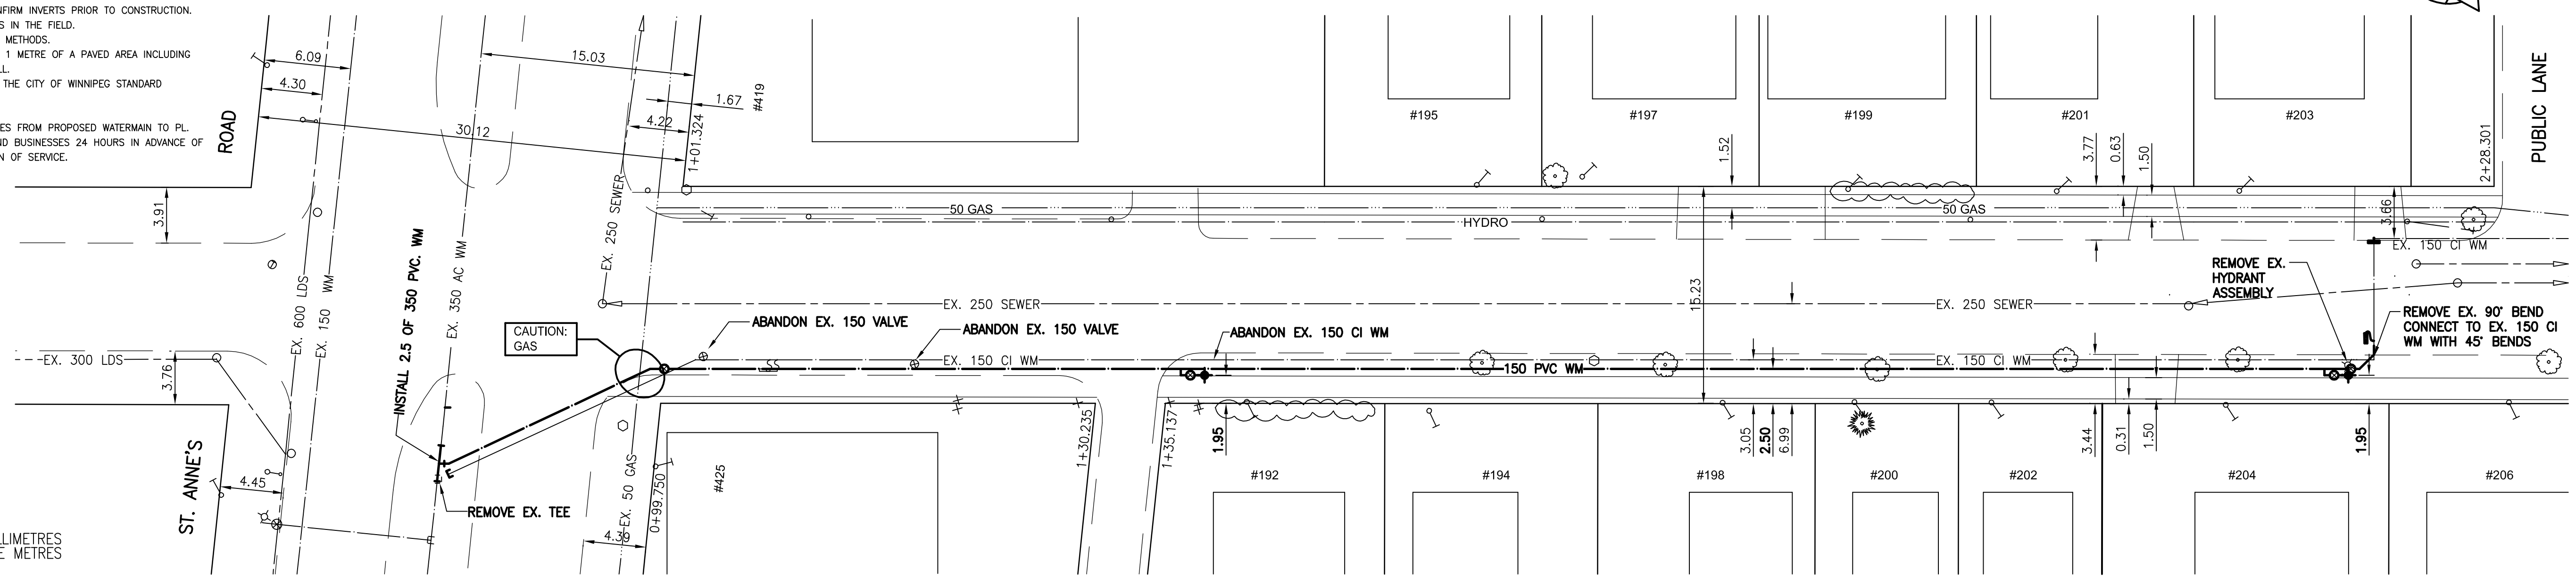 NFIRM INVERTS PRIOR TO CONSTRUCTION.
S IN THE FIELD.
METHODS.
1 METRE OF A PAVED AREA INCLUDING
LL.
THE CITY OF WINNIPEG STANDARD
ES FROM PROPOSED WATERMAIN TO PL.
ND BUSINESSES 24 HOURS IN ADVANCE OF
N OF SERVICE.
6.09
4.30
15.03
1.67
#419
4.22
30.12
1+01.324
ROAD
3.91
EX. 250 SEWER
50 GAS
HYDRO
#195
#197
#199
#201
#203
1.52
3.77
0.63
1.50
2+28.301
PUBLIC LANE
50 GAS
3.66
EX. 150 CI WM
EX. 600 LDS
EX. 150 WM
INSTALL 2.5 OF 350 PVC. WM
EX. 350 AC WM
EX. 250 SEWER
15.23
EX. 250 SEWER
REMOVE EX.
HYDRANT
ASSEMBLY
REMOVE EX. 90° BEND
CONNECT TO EX. 150 CI
WM WITH 45° BENDS
CAUTION:
GAS
ABANDON EX. 150 VALVE
ABANDON EX. 150 VALVE
ABANDON EX. 150 CI WM
EX. 300 LDS
3.76
SS
EX. 150 CI WM
150 PVC WM
EX. 150 CI WM
ST. ANNE'S
4.45
REMOVE EX. TEE
4.39
EX. 50 GAS
0+99.750
#425
1+30.235
1+35.137
1.95
3.05
2.50
6.99
3.44
0.31
1.50
1.95
#192
#194
#198
#200
#202
#204
#206
LLIMETRES
E METRES